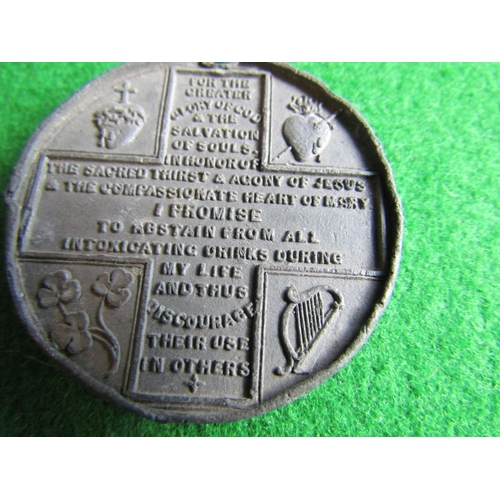 FOR THE
GREATER
GLORY OF GOD
& THE
SALVATION
OF SOULS.
IN HONOR OF
THE SACRED THIRST & AGONY OF JESUS
& THE COMPASSIONATE HEART OF MARY
I PROMISE
TO ABSTAIN FROM ALL
INTOXICATING DRINKS DURING
MY LIFE
AND THUS
DISCOURAGE
THEIR USE
IN OTHERS